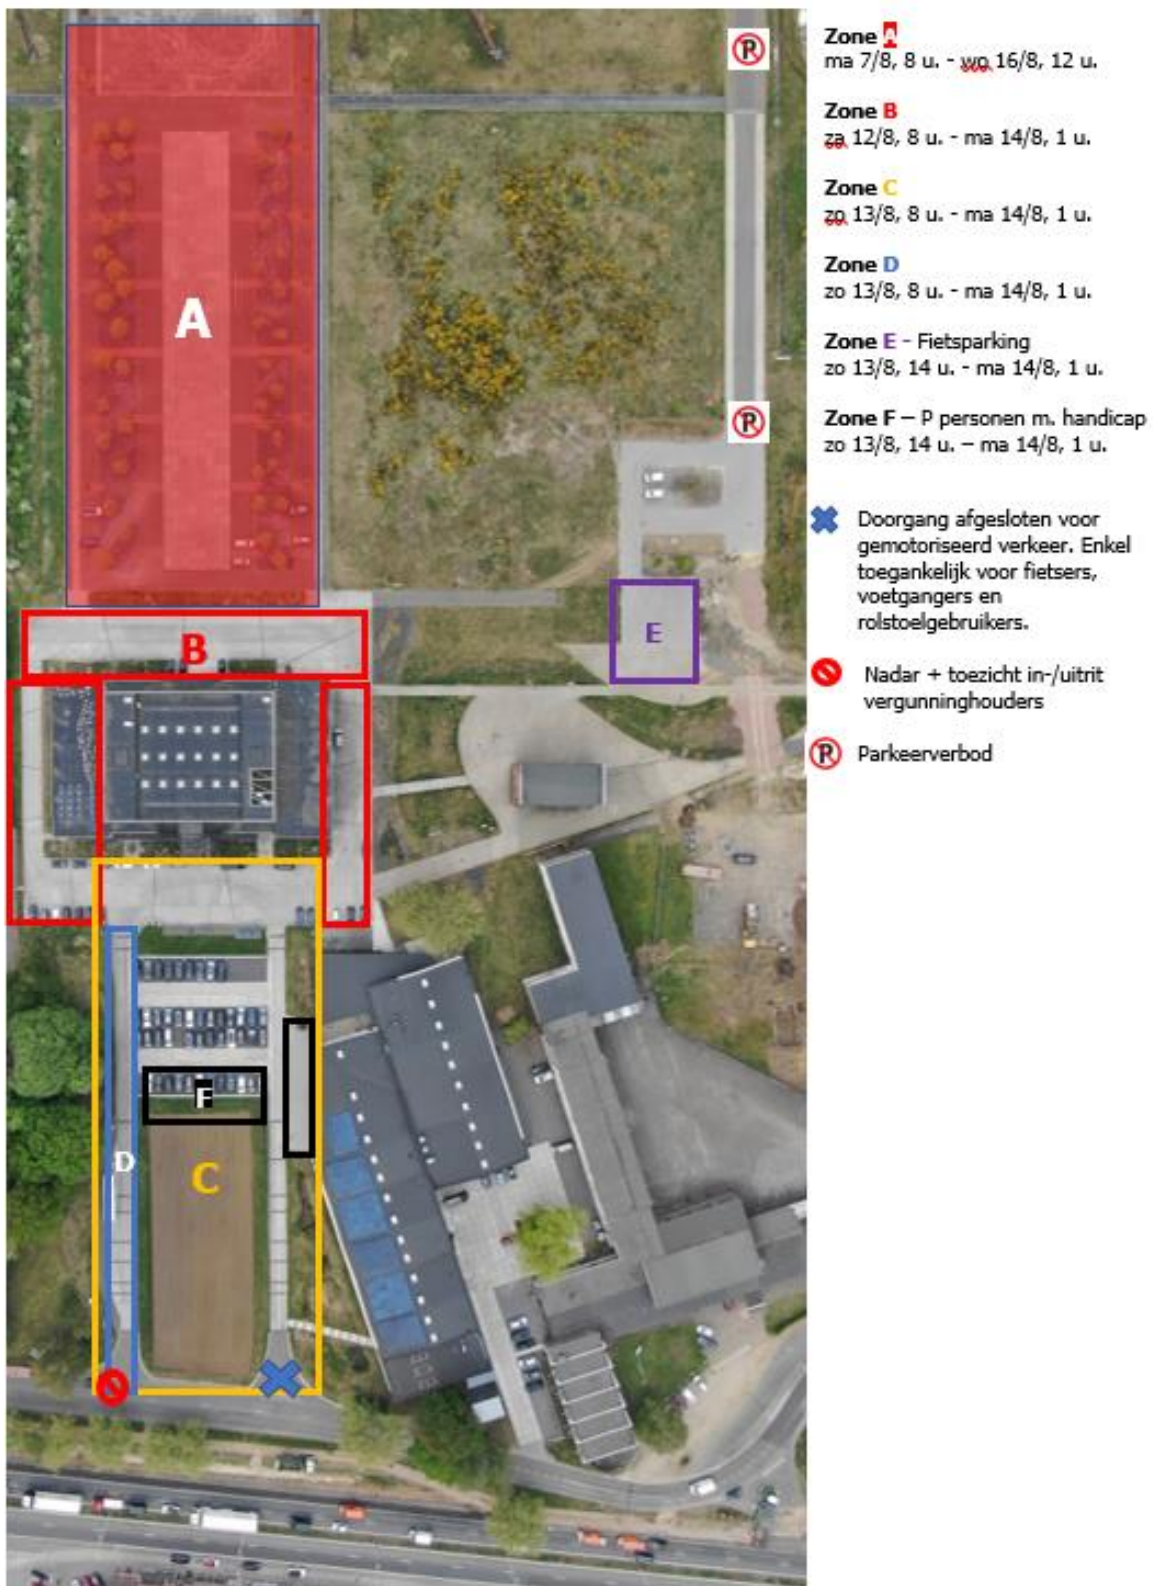 Zone A
ma 7/8, 8 u. - wo 16/8, 12 u.
Zone B
za 12/8, 8 u. - ma 14/8, 1 u.
Zone C
zo 13/8, 8 u. - ma 14/8, 1 u.
Zone D
zo 13/8, 8 u. - ma 14/8, 1 u.
Zone E - Fietsparking
zo 13/8, 14 u. - ma 14/8, 1 u.
Zone F – P personen m. handicap
zo 13/8, 14 u. – ma 14/8, 1 u.
Doorgang afgesloten voor
gemotoriseerd verkeer. Enkel
toegankelijk voor fietsers,
voetgangers en
rolstoelgebruikers.
Nadar + toezicht in-/uitrit
vergunninghouders
P Parkeerverbod
P
A
P
B
E
F
D
C